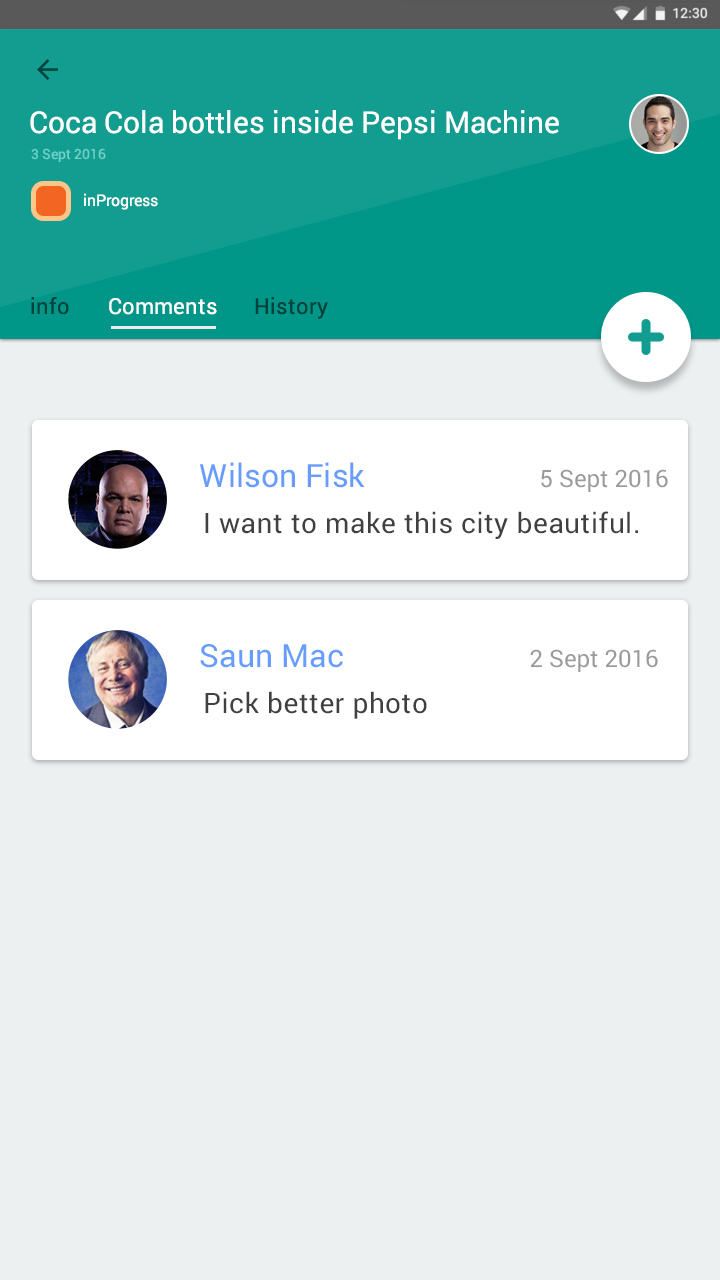 12:30
Coca Cola bottles inside Pepsi Machine
3 Sept 2016
inProgress
info Comments History
Wilson Fisk 5 Sept 2016
I want to make this city beautiful.
Saun Mac 2 Sept 2016
Pick better photo